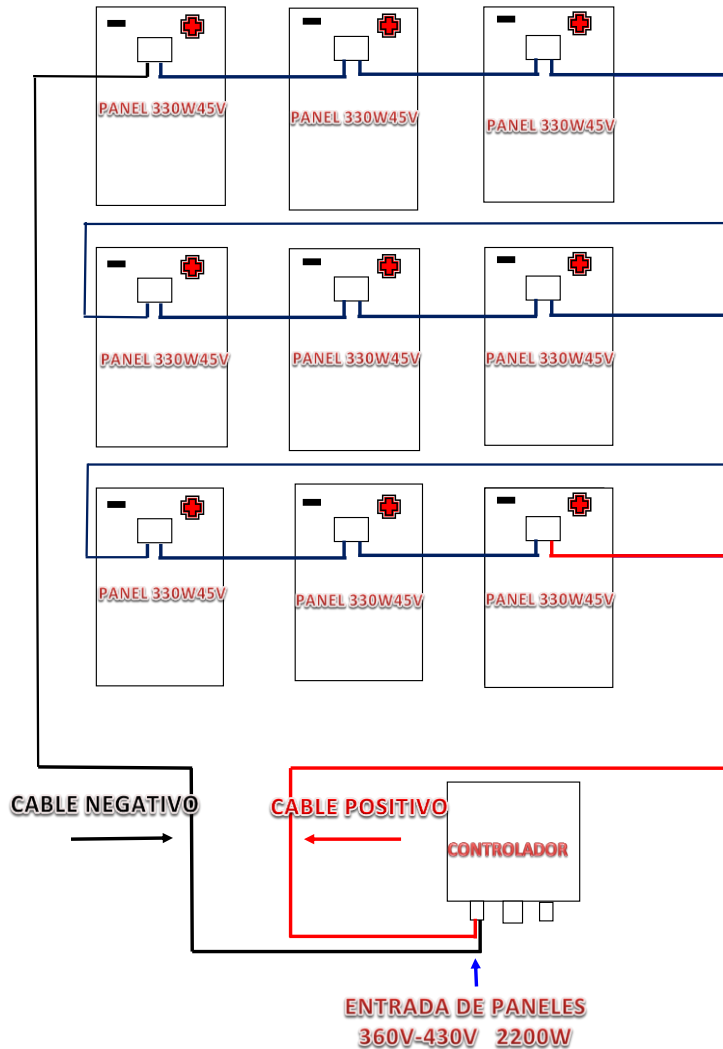 PANEL 330W45V
PANEL 330W45V
PANEL 330W45V
PANEL 330W45V
PANEL 330W45V
PANEL 330W45V
PANEL 330W45V
PANEL 330W45V
PANEL 330W45V
CABLE NEGATIVO
CABLE POSITIVO
CONTROLADOR
ENTRADA DE PANELES
360V-430V 2200W